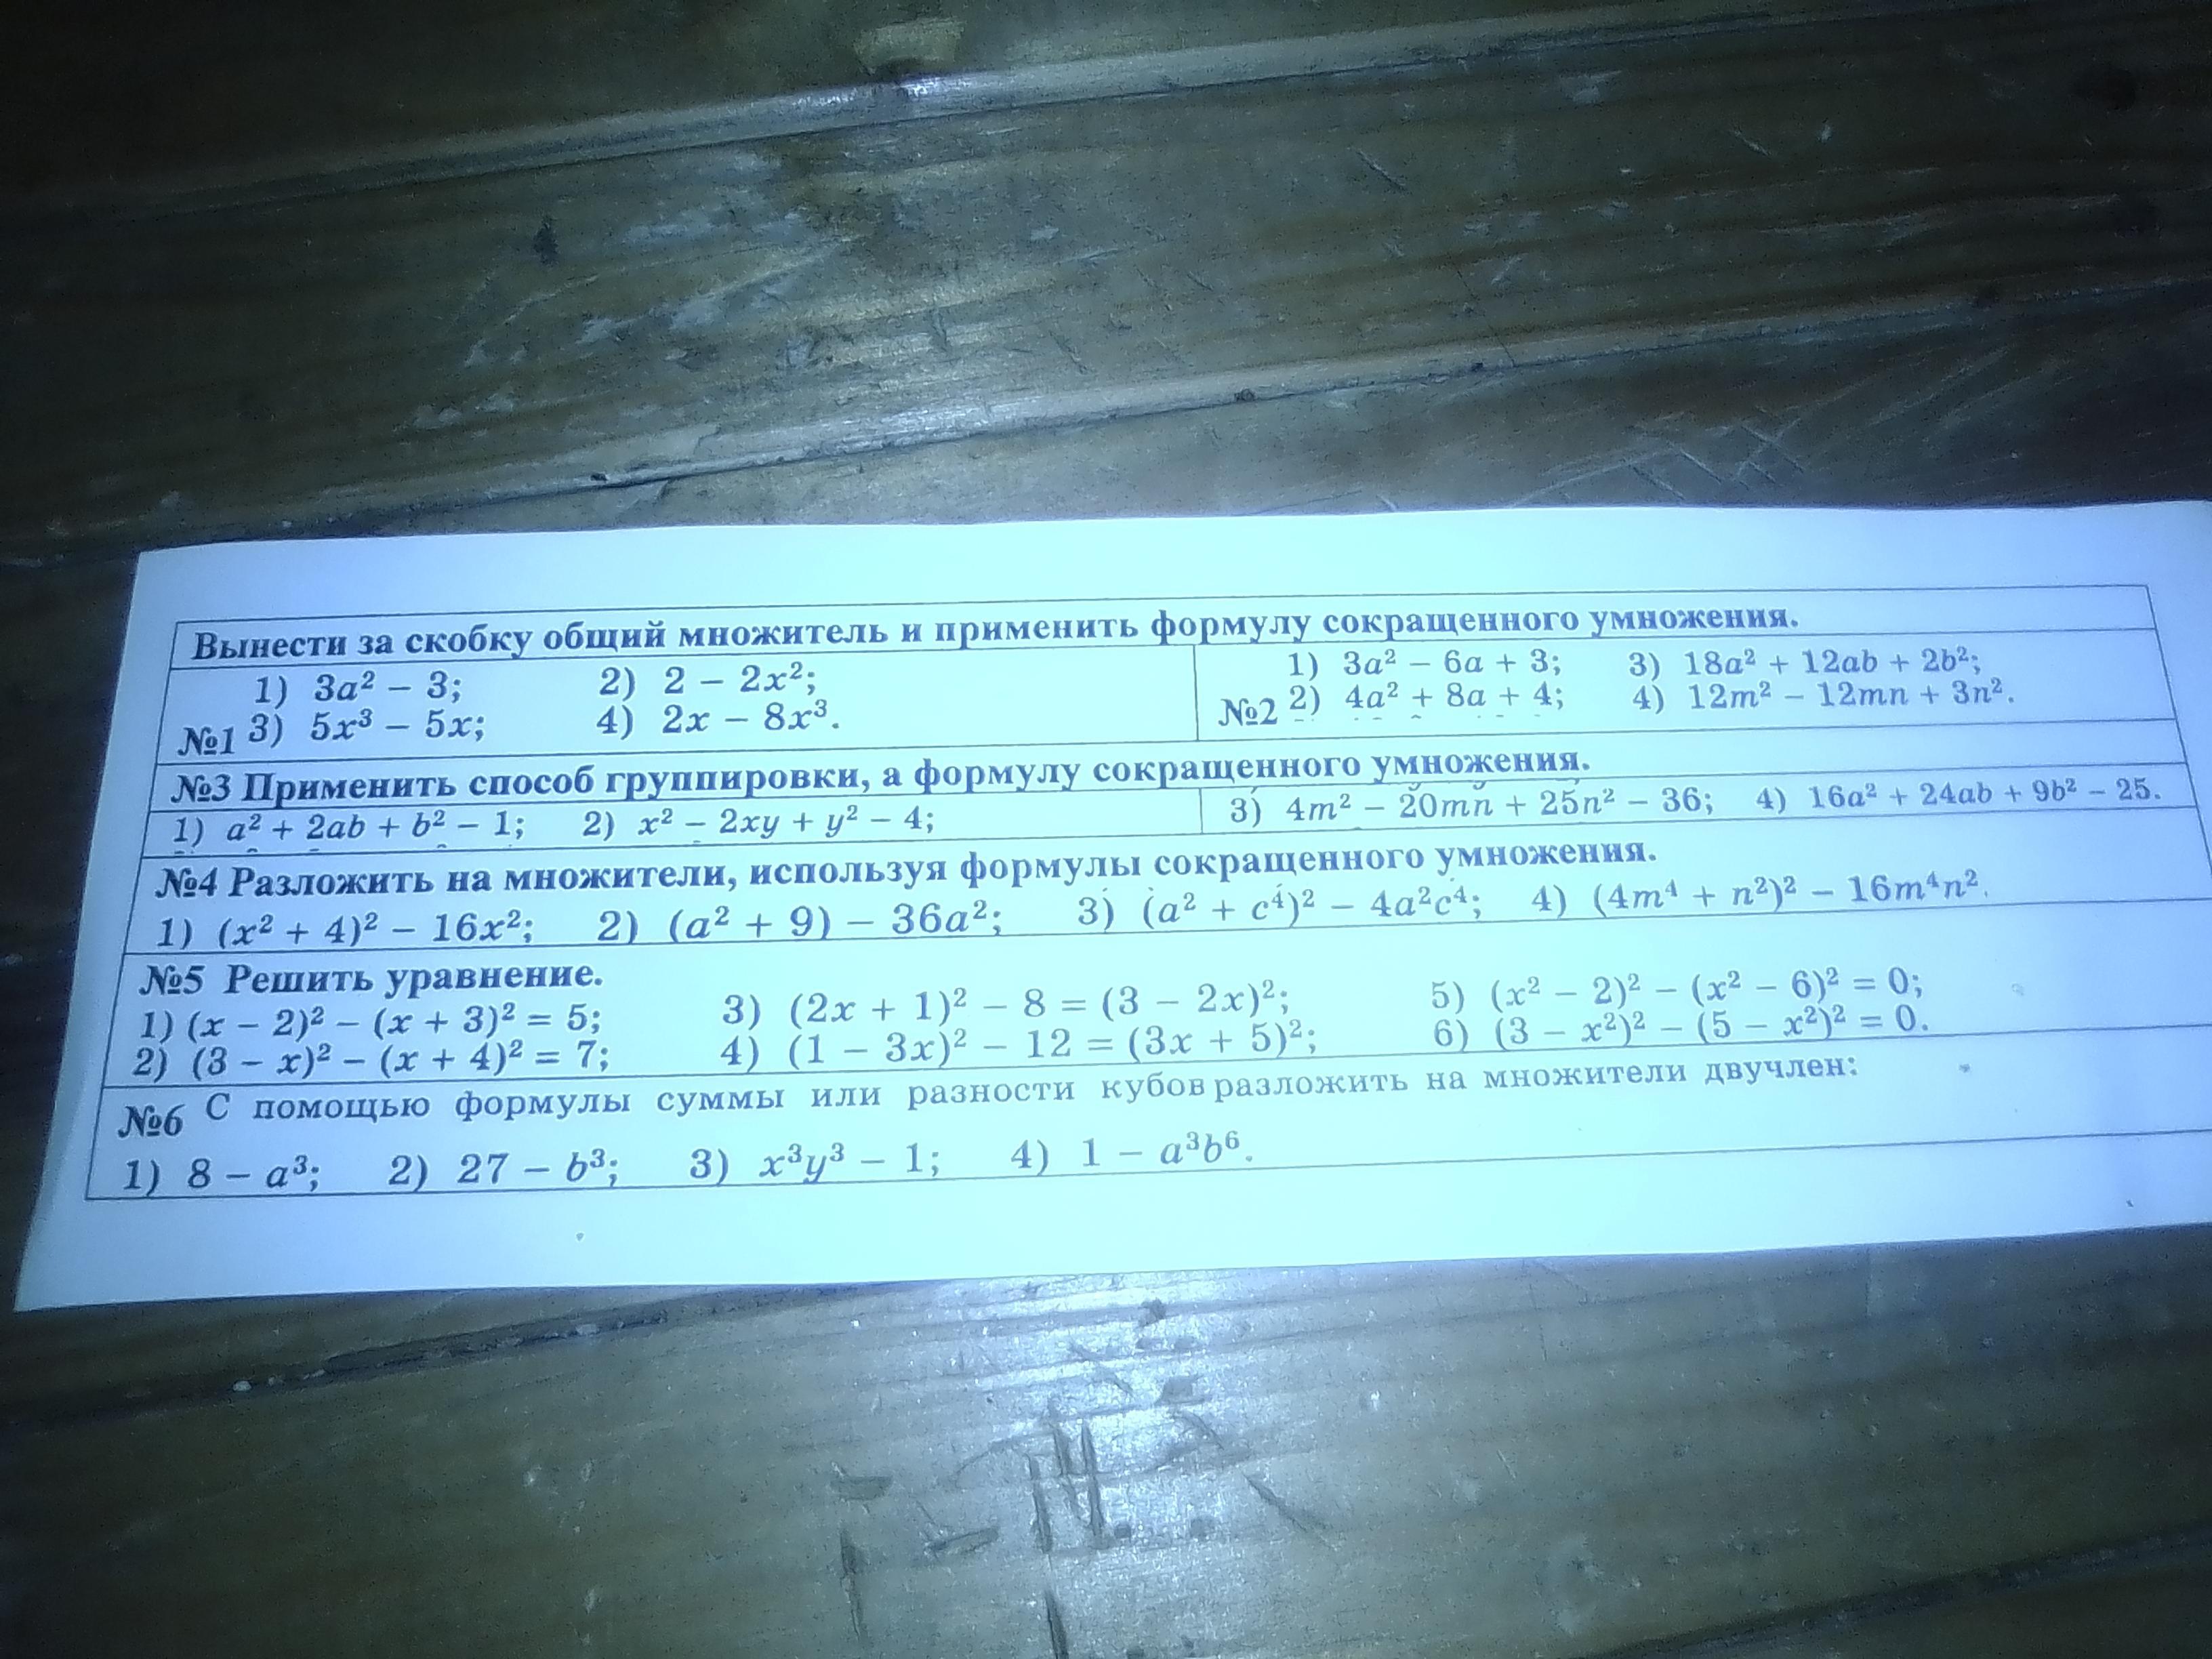 Вынести за скобку общий множитель и применить формулу сокращенного умножения.
№1 1) 3a² – 3; 2) 2 – 2x²;
3) 5x³ – 5x; 4) 2x – 8x³.
№2 1) 3a² – 6a + 3; 3) 18a² + 12ab + 2b²;
2) 4a² + 8a + 4; 4) 12m² – 12mn + 3n².
№3 Применить способ группировки, а формулу сокращенного умножения.
1) a² + 2ab + b² – 1; 2) x² – 2xy + y² – 4; 3) 4m² – 20mn + 25n² – 36; 4) 16a² + 24ab + 9b² – 25.
№4 Разложить на множители, используя формулы сокращенного умножения.
1) (x² + 4)² – 16x²; 2) (a² + 9) – 36a²; 3) (a² + c⁴)² – 4a²c⁴; 4) (4m⁴ + n²)² – 16m⁴n².
№5 Решить уравнение.
1) (x – 2)² – (x + 3)² = 5; 3) (2x + 1)² – 8 = (3 – 2x)²; 5) (x² – 2)² – (x² – 6)² = 0;
2) (3 – x)² – (x + 4)² = 7; 4) (1 – 3x)² – 12 = (3x + 5)²; 6) (3 – x²)² – (5 – x²)² = 0.
№6 С помощью формулы суммы или разности кубов разложить на множители двучлен:
1) 8 – a³; 2) 27 – b³; 3) x³y³ – 1; 4) 1 – a³b⁶.